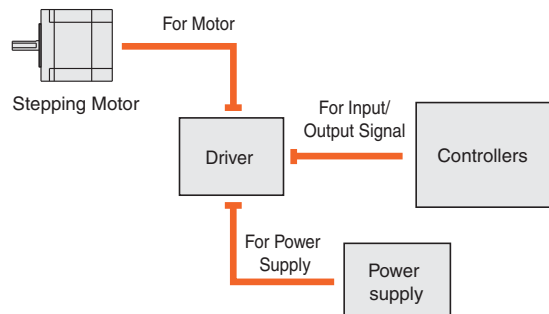 For Motor
Stepping Motor
For Input/
Output Signal
Driver
Controllers
For Power
Supply
Power
supply